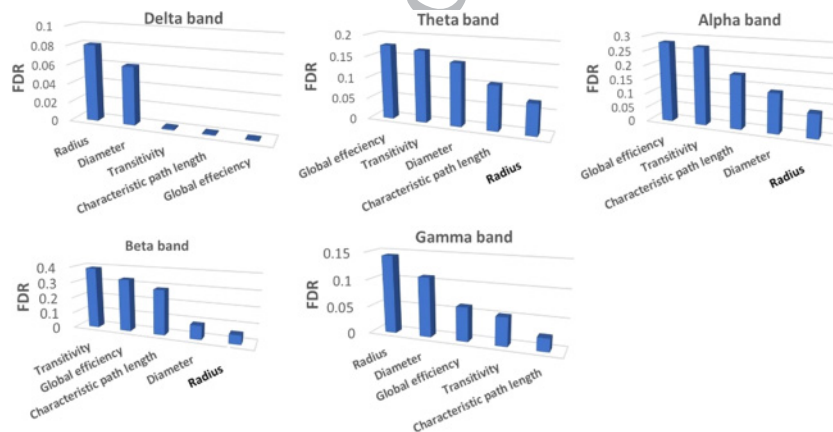 Delta band
FDR
0.1
0.08
0.06
0.04
0.02
0
Radius
Diameter
Transitivity
Characteristic path length
Global effeciency
Theta band
FDR
0.2
0.15
0.1
0.05
0
Global effeciency
Transitivity
Diameter
Characteristic path length
Radius
Alpha band
FDR
0.3
0.25
0.2
0.15
0.1
0.05
0
Global efficiency
Transitivity
Characteristic path length
Diameter
Radius
Beta band
FDR
0.4
0.3
0.2
0.1
0
Transitivity
Global efficiency
Characteristic path length
Diameter
Radius
Gamma band
FDR
0.15
0.1
0.05
0
Radius
Diameter
Global efficiency
Transitivity
Characteristic path length